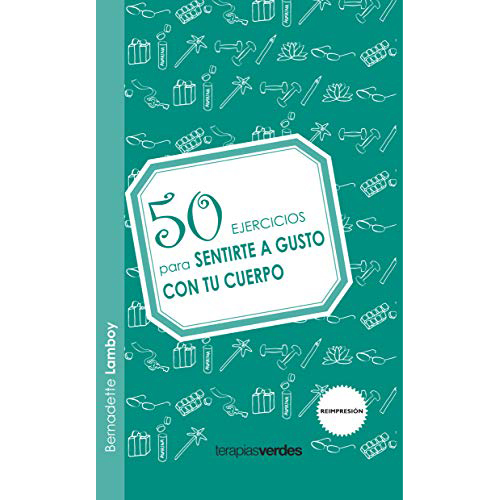 50 EJERCICIOS
para SENTIRTE A GUSTO
CON TU CUERPO
Bernadette Lamboy
REIMPRESIÓN
terapiasverdes